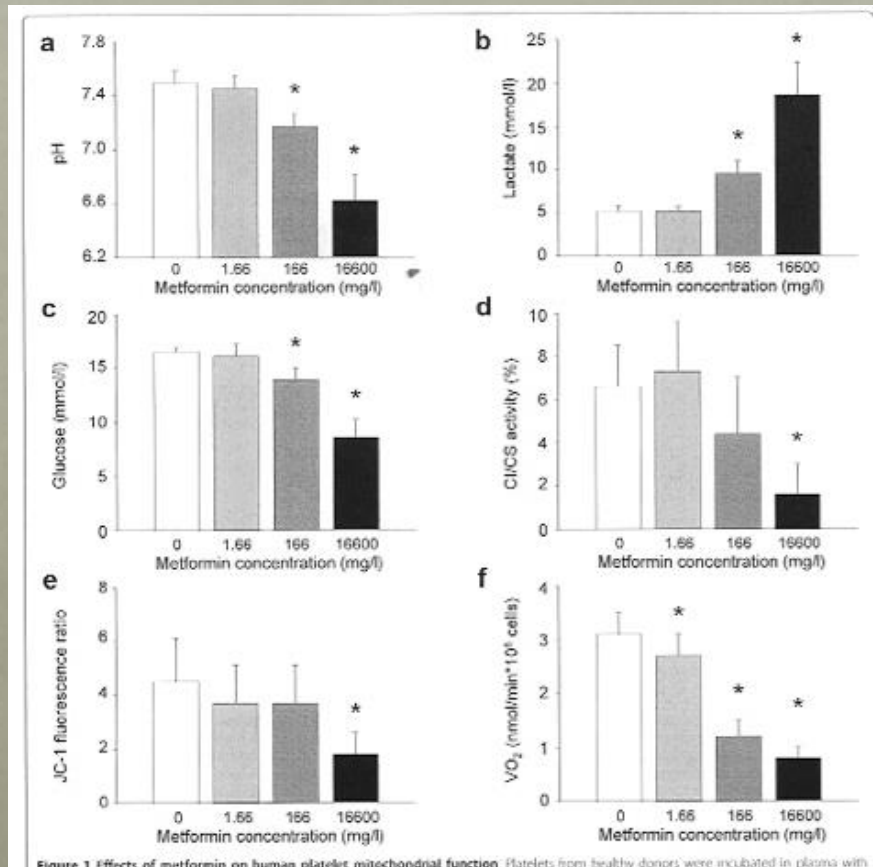 a
7.8
7.4
7.0
6.6
6.2
pH
*
*
0 1.66 166 16600
Metformin concentration (mg/l)
b
25
20
15
10
5
0
Lactate (mmol/l)
*
*
0 1.66 166 16600
Metformin concentration (mg/l)
c
20
15
10
5
0
Glucose (mmol/l)
*
*
0 1.66 166 16600
Metformin concentration (mg/l)
d
10
8
6
4
2
0
CI/CS activity (%)
*
0 1.66 166 16600
Metformin concentration (mg/l)
e
8
6
4
2
0
JC-1 fluorescence ratio
*
0 1.66 166 16600
Metformin concentration (mg/l)
f
4
3
2
1
0
VO₂ (nmol/min*10⁸ cells)
*
*
*
0 1.66 166 16600
Metformin concentration (mg/l)
Figure 1 Effects of metformin on human platelet mitochondrial function. Platelets from healthy donors were incubated in plasma with